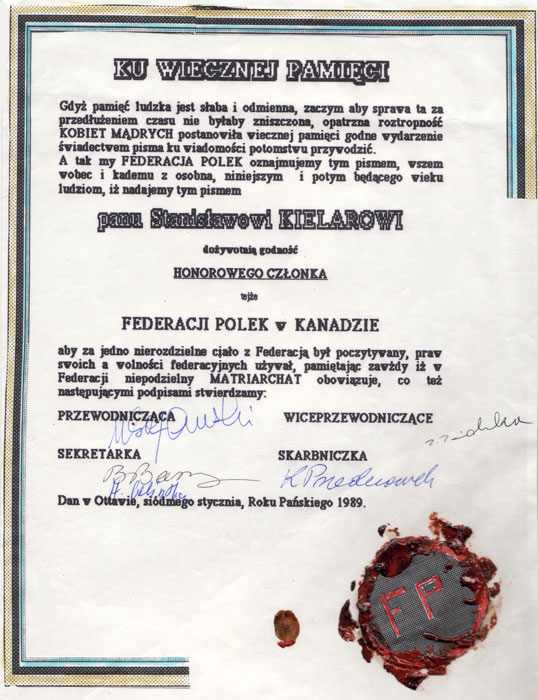 KU WIECZNEJ PAMIĘCI
Gdyż pamięć ludzka jest słaba i odmienna, zaczym aby sprawa ta za
przedłużeniem czasu nie byłaby zniszczona, opatrzna roztropność
KOBIET MĄDRYCH postanowiła wiecznej pamięci godne wydarzenie
świadectwem pisma ku wiadomości potomstwu przywodzić.
A tak my FEDERACJA POLEK oznajmujemy tym pismem, wszem
wobec i kademu z osobna, niniejszym i potym będącego wieku
ludziom, iż nadajemy tym pismem
panu Stanisławowi KIELAROWI
dożywotnią godność
HONOROWEGO CZŁONKA
tejże
FEDERACJI POLEK w KANADZIE
aby za jedno nierozdzielne ciało z Federacją był poczytywany, praw
swoich a wolności federacyjnych używał, pamiętając zawżdy iż w
Federacji niepodzielny MATRIARCHAT obowiązuje, co też
następującymi podpisami stwierdzamy:
PRZEWODNICZĄCA WICEPRZEWODNICZĄCE
SEKRETARKA SKARBNICZKA
Dan w Ottawie, siódmego stycznia, Roku Pańskiego 1989.
FP